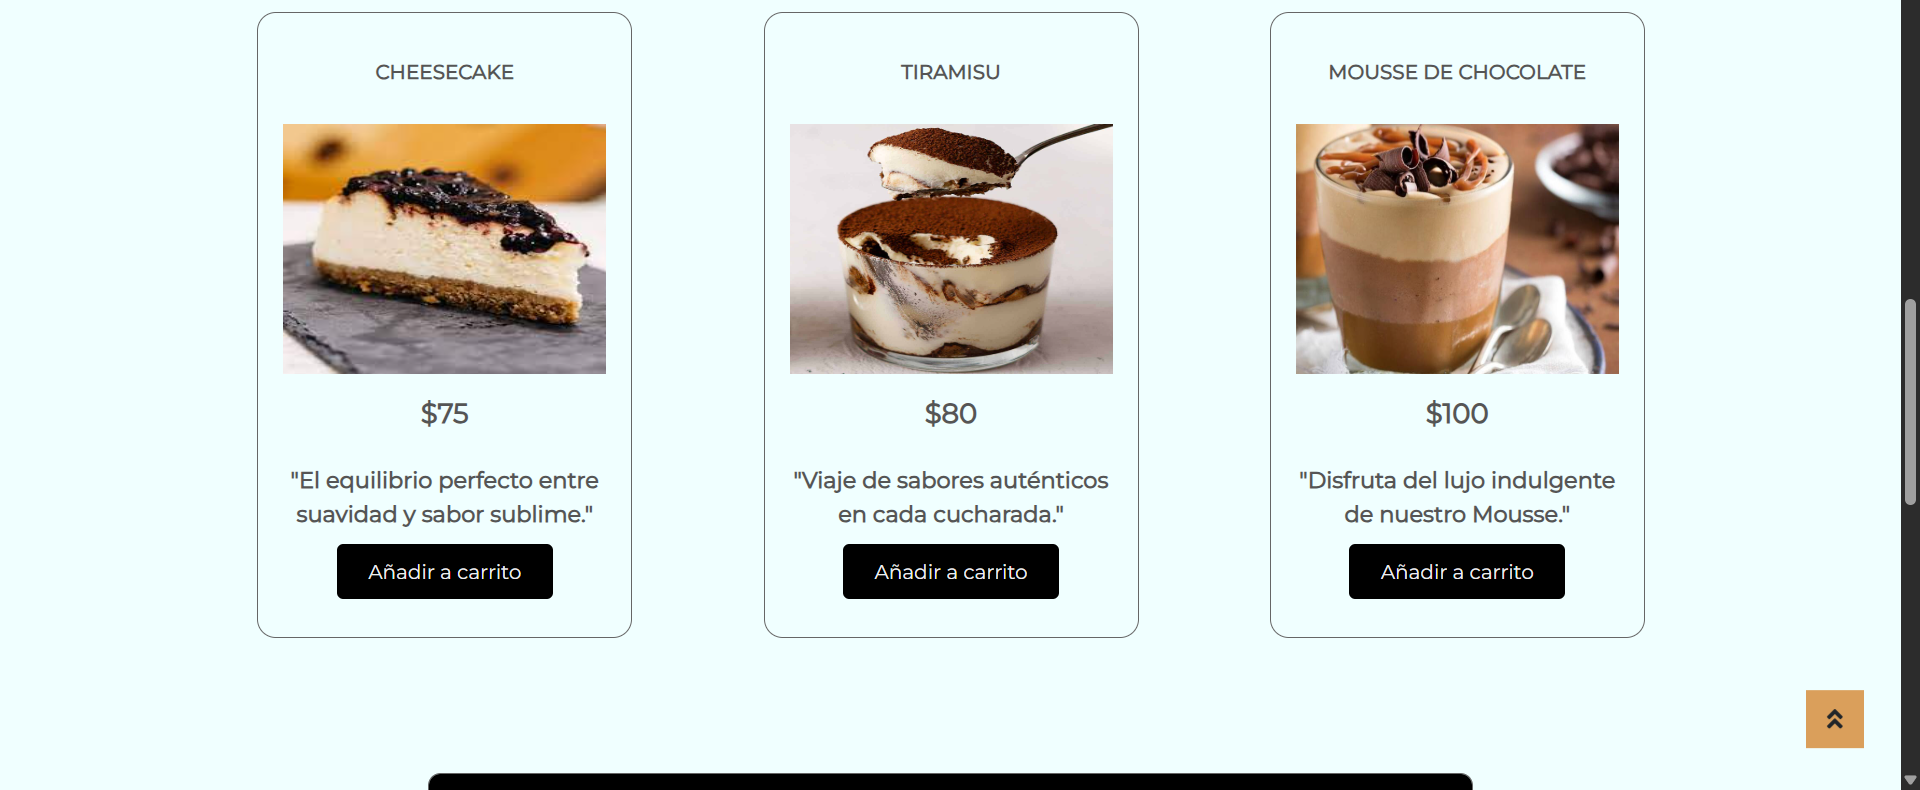 CHEESECAKE
$75
"El equilibrio perfecto entre
suavidad y sabor sublime."
Añadir a carrito
TIRAMISU
$80
"Viaje de sabores auténticos
en cada cucharada."
Añadir a carrito
MOUSSE DE CHOCOLATE
$100
"Disfruta del lujo indulgente
de nuestro Mousse."
Añadir a carrito